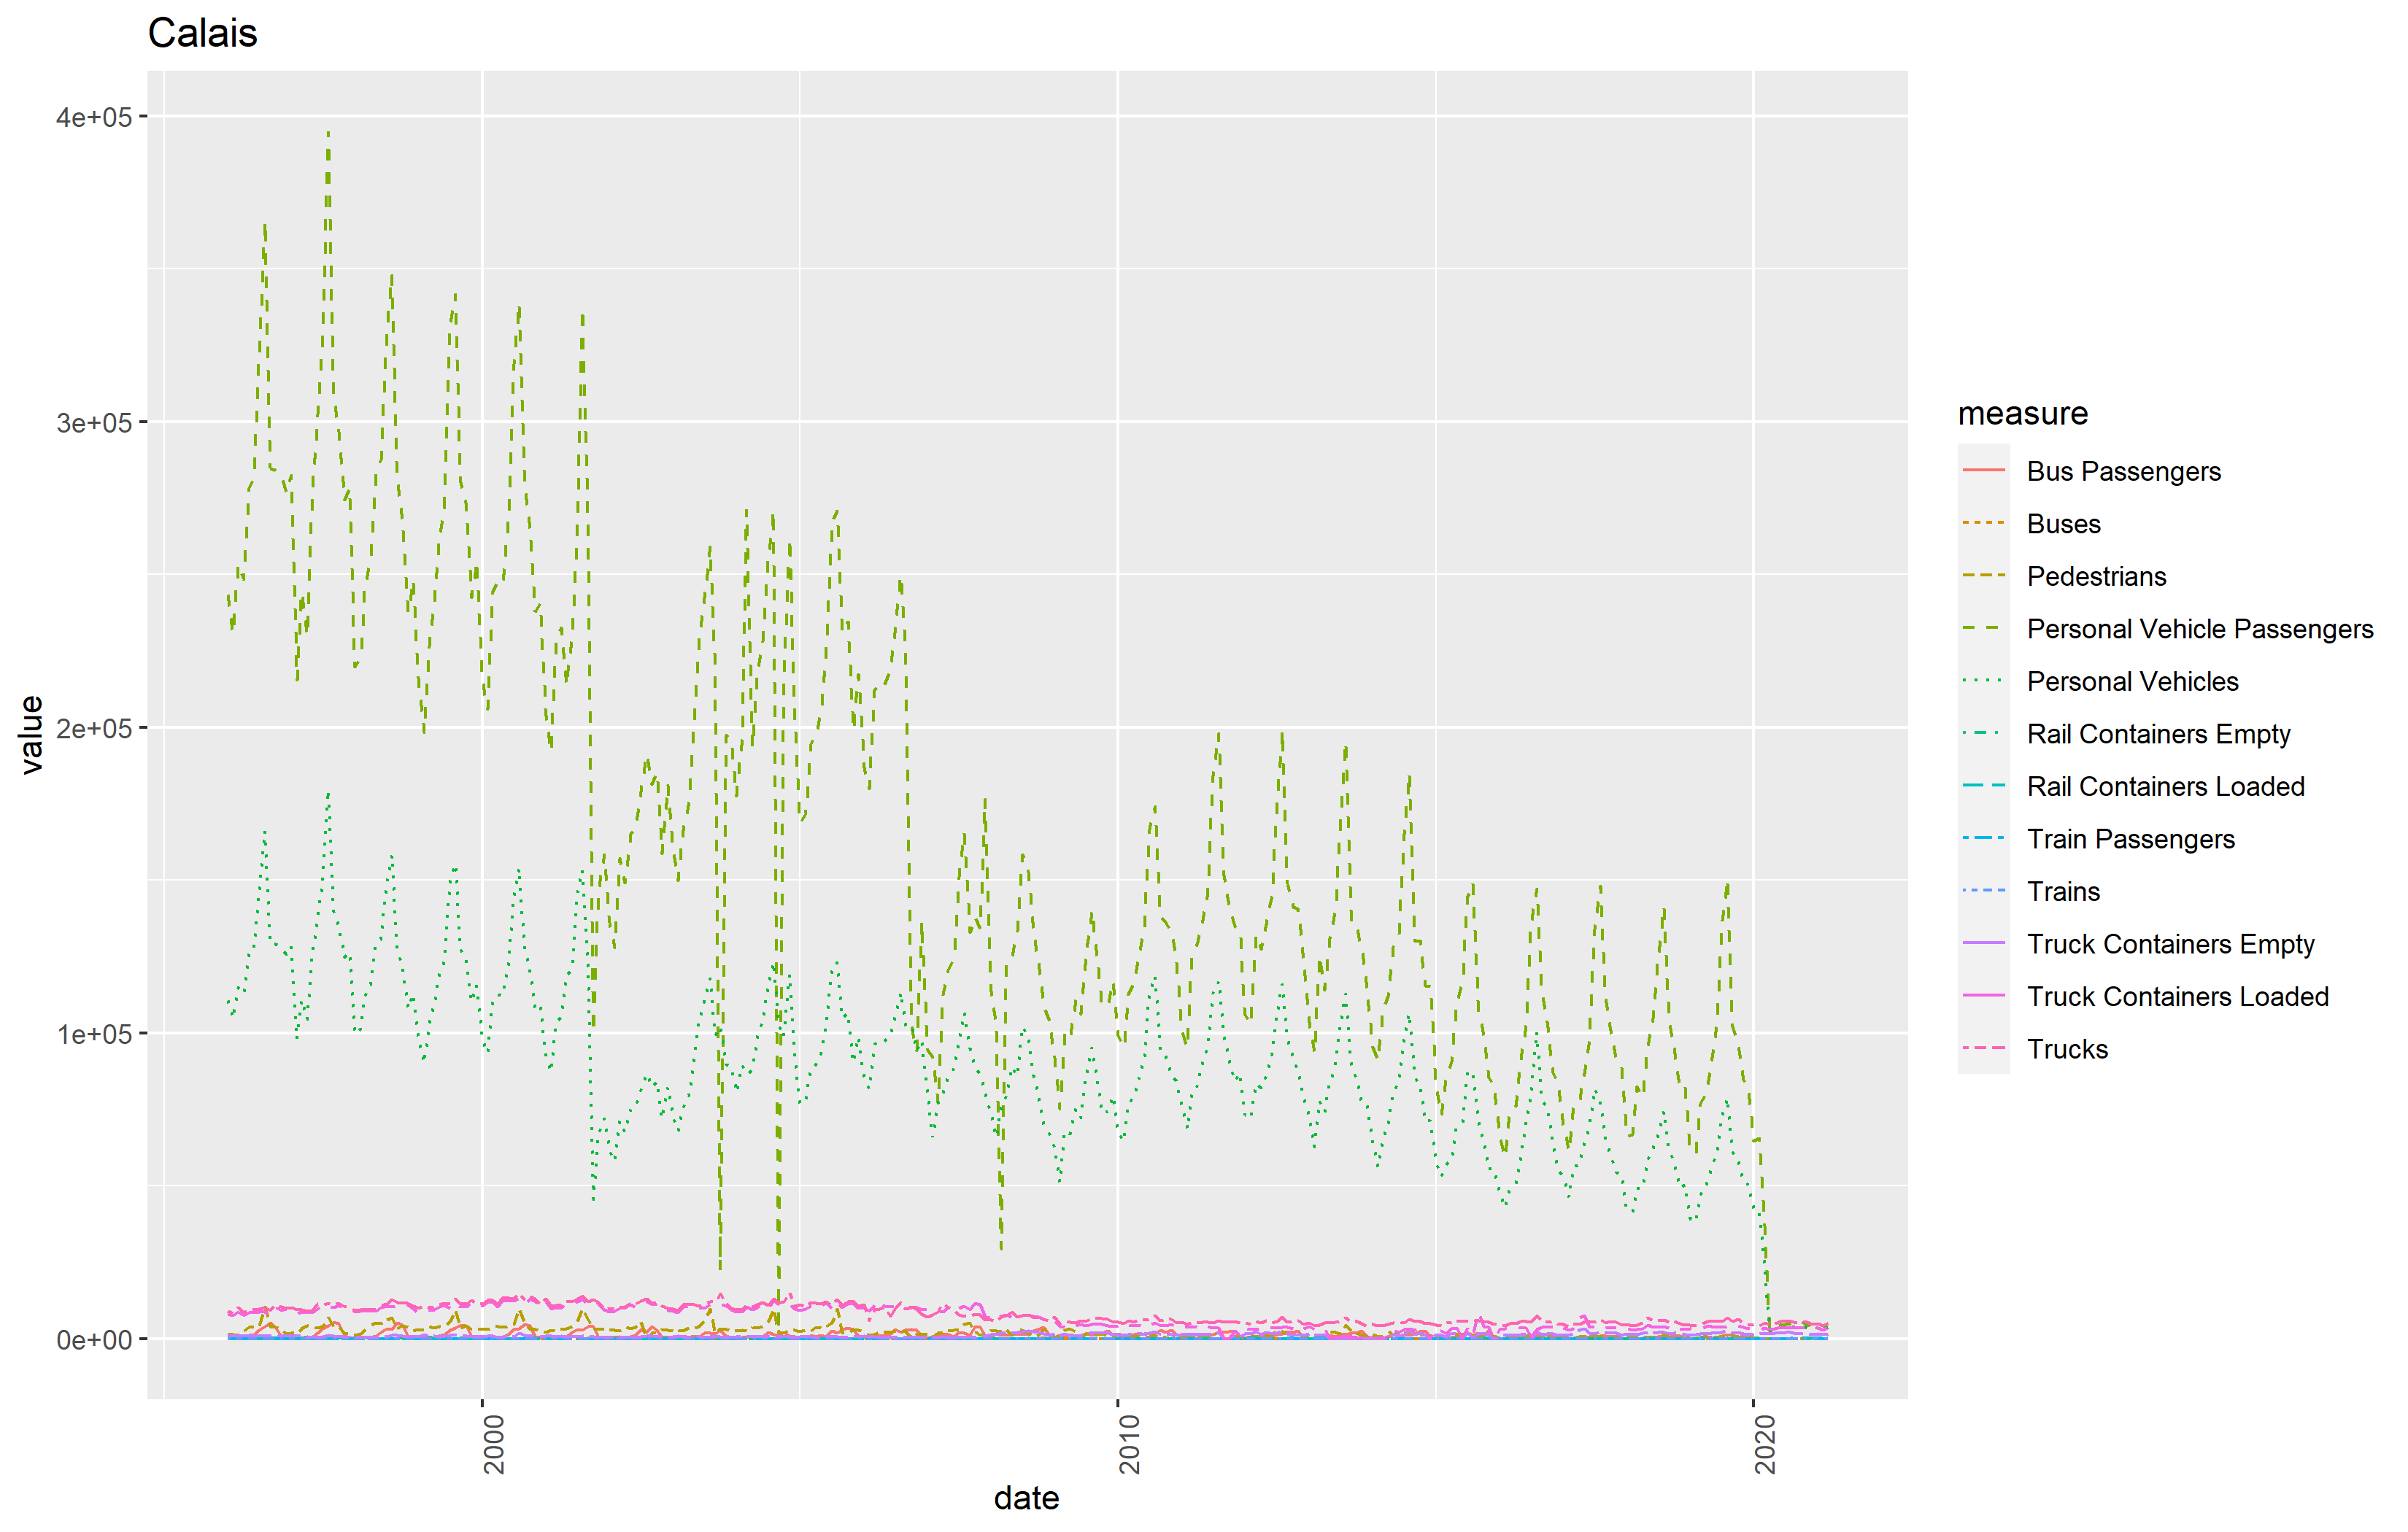 Calais
4e+05
3e+05
2e+05
1e+05
0e+00
value
2000
2010
2020
date
measure
Bus Passengers
Buses
Pedestrians
Personal Vehicle Passengers
Personal Vehicles
Rail Containers Empty
Rail Containers Loaded
Train Passengers
Trains
Truck Containers Empty
Truck Containers Loaded
Trucks